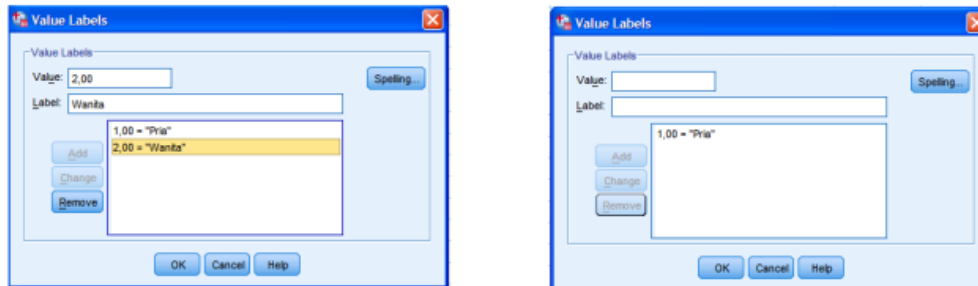 Value Labels
Value Labels
Value: 2,00
Spelling...
Label: Wanita
1,00 = "Pria"
2,00 = "Wanita"
Add
Change
Remove
OK Cancel Help
Value Labels
Value Labels
Value:
Spelling...
Label:
1,00 = "Pria"
Add
Change
Remove
OK Cancel Help